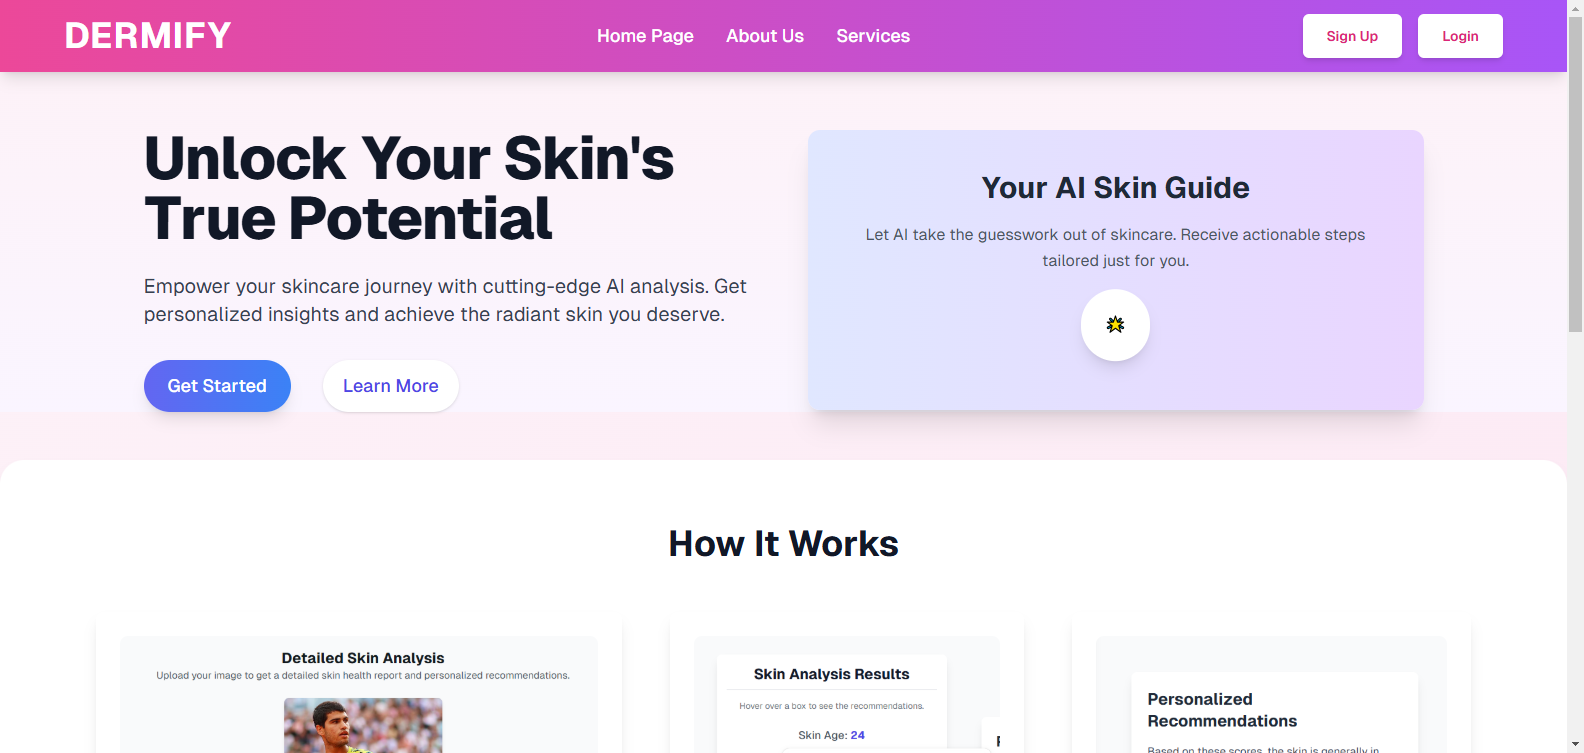 DERMIFY
Home Page
About Us
Services
Sign Up
Login
Unlock Your Skin's
True Potential
Empower your skincare journey with cutting-edge AI analysis. Get
personalized insights and achieve the radiant skin you deserve.
Get Started
Learn More
Your AI Skin Guide
Let AI take the guesswork out of skincare. Receive actionable steps
tailored just for you.
How It Works
Detailed Skin Analysis
Upload your image to get a detailed skin health report and personalized recommendations.
Skin Analysis Results
Hover over a box to see the recommendations.
Skin Age: 24
Personalized
Recommendations
Based on these scores, the skin is generally in